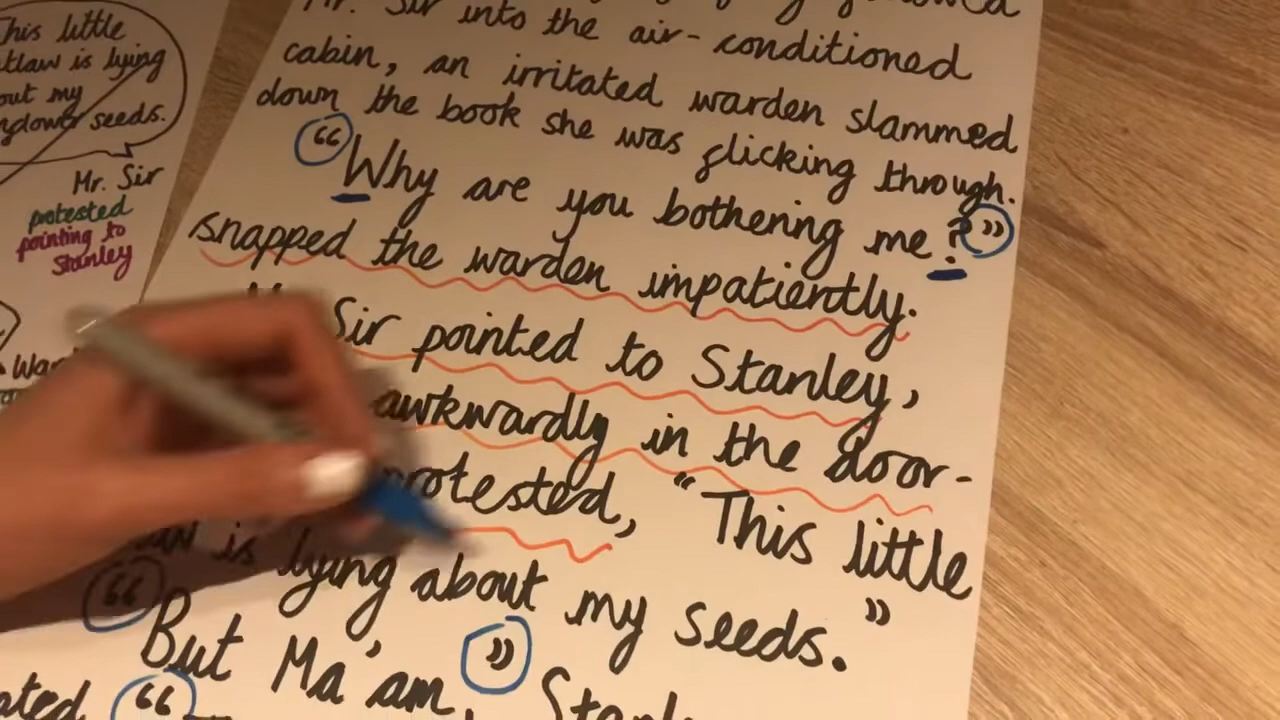 This little
is lying
my
seeds.
Mr. Sir
protested
pointing to
Stanley
Mr. Sir into the air-conditioned
cabin, an irritated warden slammed
down the book she was flicking through.
“Why are you bothering me?”
snapped the warden impatiently.
Sir pointed to Stanley,
awkwardly in the door-
protested, “This little
is lying about my seeds.”
“But Ma'am,”
“